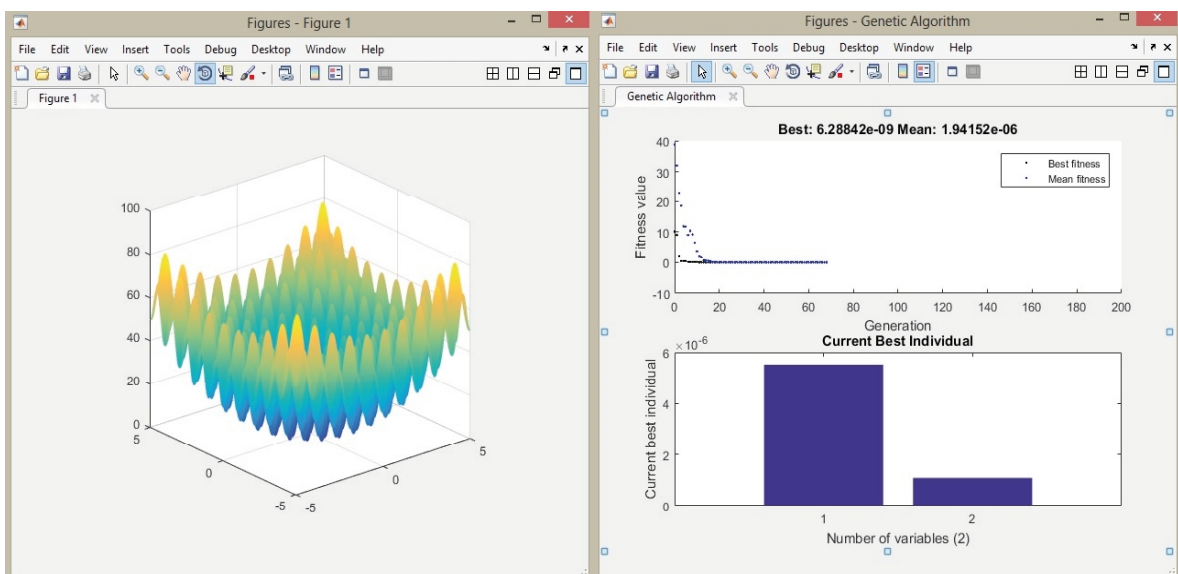 Figures - Figure 1
File Edit View Insert Tools Debug Desktop Window Help
Figure 1
100
80
60
40
20
0
5
0
-5
-5
0
5
Figures - Genetic Algorithm
File Edit View Insert Tools Debug Desktop Window Help
Genetic Algorithm
Best: 6.28842e-09 Mean: 1.94152e-06
Fitness value
40
30
20
10
0
-10
Best fitness
Mean fitness
0 20 40 60 80 100 120 140 160 180 200
Generation
Current Best Individual
×10-6
Current best individual
6
4
2
0
1 2
Number of variables (2)